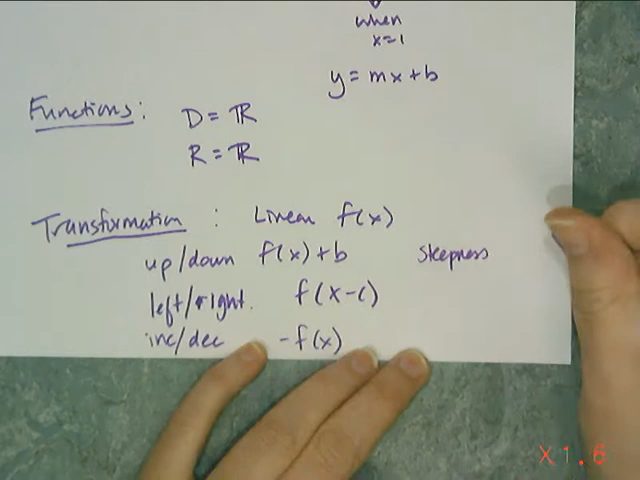 when
x=1
y=mx+b
Functions: D=ℝ
R=ℝ
Transformation: Linear f(x)
up/down f(x)+b steepness
left/right. f(x-c)
inc/dec -f(x)
X1.6